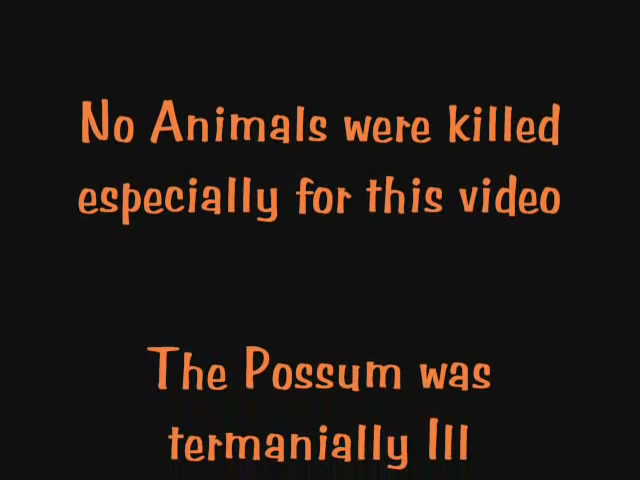 No Animals were killed
especially for this video
The Possum was
termanially Ill